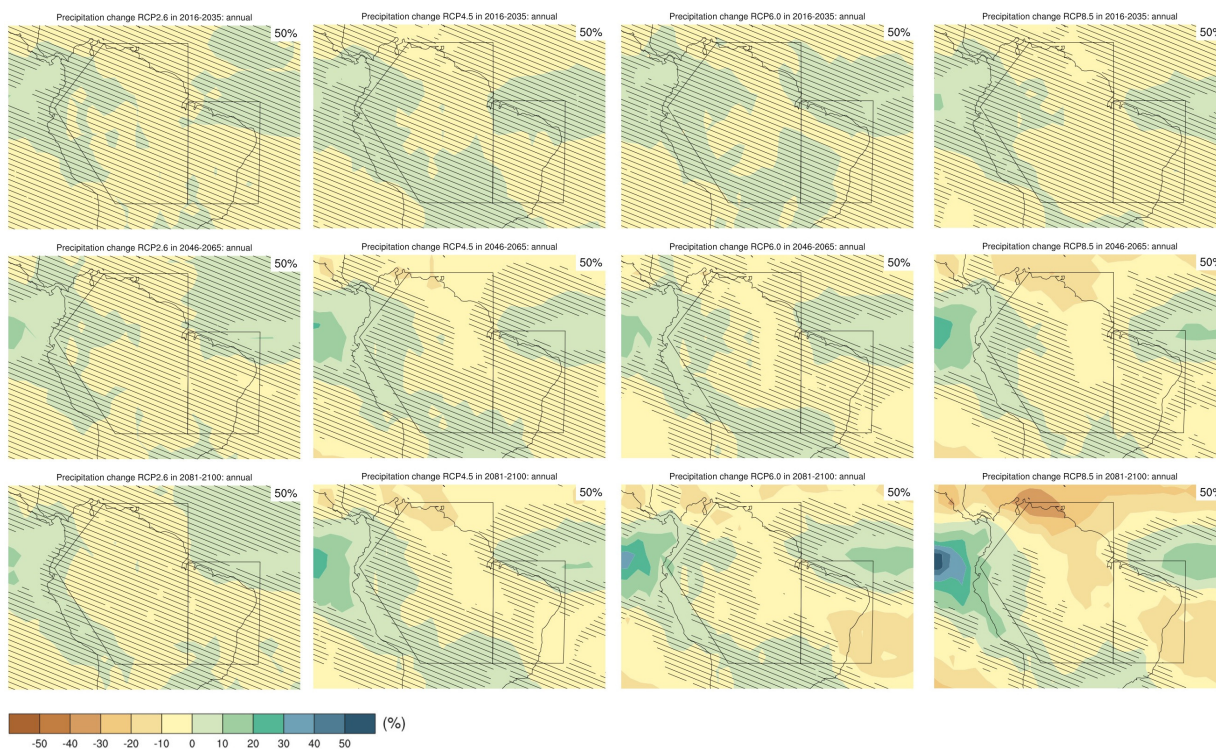 Precipitation change RCP2.6 in 2016-2035: annual
50%
Precipitation change RCP4.5 in 2016-2035: annual
50%
Precipitation change RCP6.0 in 2016-2035: annual
50%
Precipitation change RCP8.5 in 2016-2035: annual
50%
Precipitation change RCP2.6 in 2046-2065: annual
50%
Precipitation change RCP4.5 in 2046-2065: annual
50%
Precipitation change RCP6.0 in 2046-2065: annual
50%
Precipitation change RCP8.5 in 2046-2065: annual
50%
Precipitation change RCP2.6 in 2081-2100: annual
50%
Precipitation change RCP4.5 in 2081-2100: annual
50%
Precipitation change RCP6.0 in 2081-2100: annual
50%
Precipitation change RCP8.5 in 2081-2100: annual
50%
(%)
-50 -40 -30 -20 -10 0 10 20 30 40 50